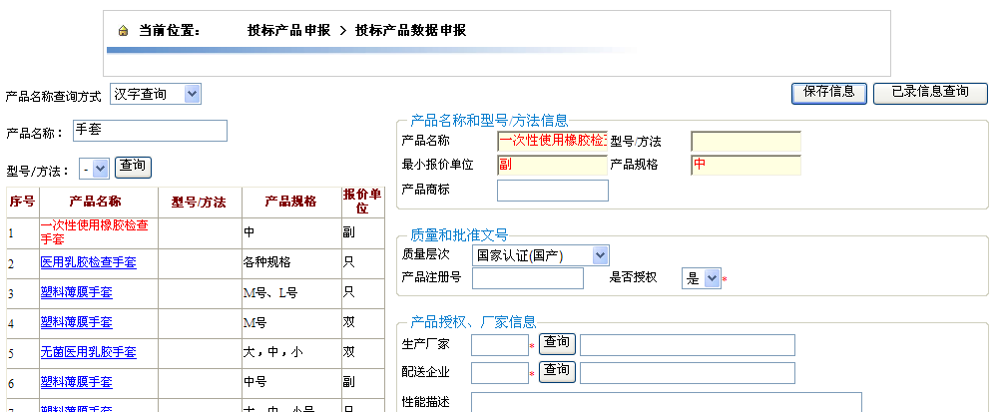 当前位置： 投标产品申报 > 投标产品数据申报
产品名称查询方式 汉字查询
保存信息 已录信息查询
产品名称： 手套
型号/方法： - 查询
序号 产品名称 型号/方法 产品规格 报价单位
1 一次性使用橡胶检查手套 中 副
2 医用乳胶检查手套 各种规格 只
3 塑料薄膜手套 M号、L号 只
4 塑料薄膜手套 M号 双
5 无菌医用乳胶手套 大，中，小 双
6 塑料薄膜手套 中号 副
产品名称和型号/方法信息
产品名称 一次性使用橡胶检 型号/方法
最小报价单位 副 产品规格 中
产品商标
质量和批准文号
质量层次 国家认证(国产)
产品注册号 是否授权 是 *
产品授权、厂家信息
生产厂家 * 查询
配送企业 * 查询
性能描述